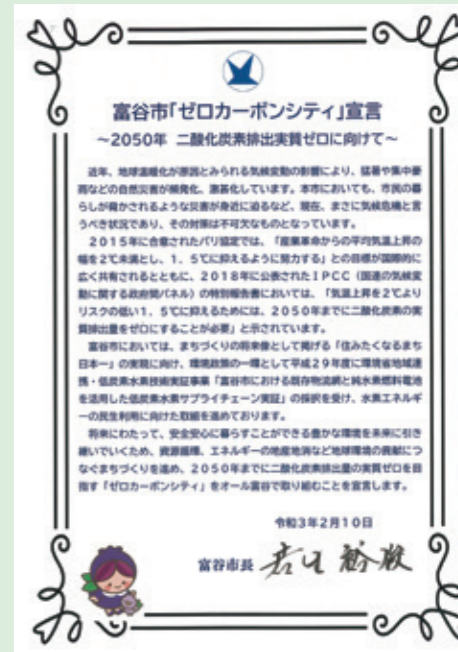 富谷市「ゼロカーボンシティ」宣言
～2050年 二酸化炭素排出実質ゼロに向けて～
近年、地球温暖化が原因とみられる気候変動の影響により、猛暑や集中豪
雨などの自然災害が頻発化、激甚化しています。本市においても、市民の暮
らしが脅かされるような災害が身近に迫るなど、現在、まさに気候危機と言
うべき状況であり、その対策は不可欠なものとなっています。
2015年に合意されたパリ協定では、「産業革命からの平均気温上昇の
幅を2℃未満とし、1．5℃に抑えるように努力する」との目標が国際的に
広く共有されるとともに、2018年に公表されたIPCC（国連の気候変
動に関する政府間パネル）の特別報告書においては、「気温上昇を2℃より
リスクの低い1．5℃に抑えるためには、2050年までに二酸化炭素の実
質排出量をゼロにすることが必要」と示されています。
富谷市においては、まちづくりの将来像として掲げる「住みたくなるまち
日本一」の実現に向け、環境政策の一環として平成29年度に環境省地域連
携・低炭素水素技術実証事業「富谷市における既存物流網と純水素燃料電池
を活用した低炭素水素サプライチェーン実証」の採択を受け、水素エネルギ
ーの民生利用に向けた取組を進めております。
将来にわたって、安全安心に暮らすことができる豊かな環境を未来に引き
継いでいくため、資源循環、エネルギーの地産地消など地球環境の貢献につ
なぐまちづくりを進め、2050年までに二酸化炭素排出量の実質ゼロを目
指す「ゼロカーボンシティ」をオール富谷で取り組むことを宣言します。
令和3年2月10日
富谷市長 若生 裕俊